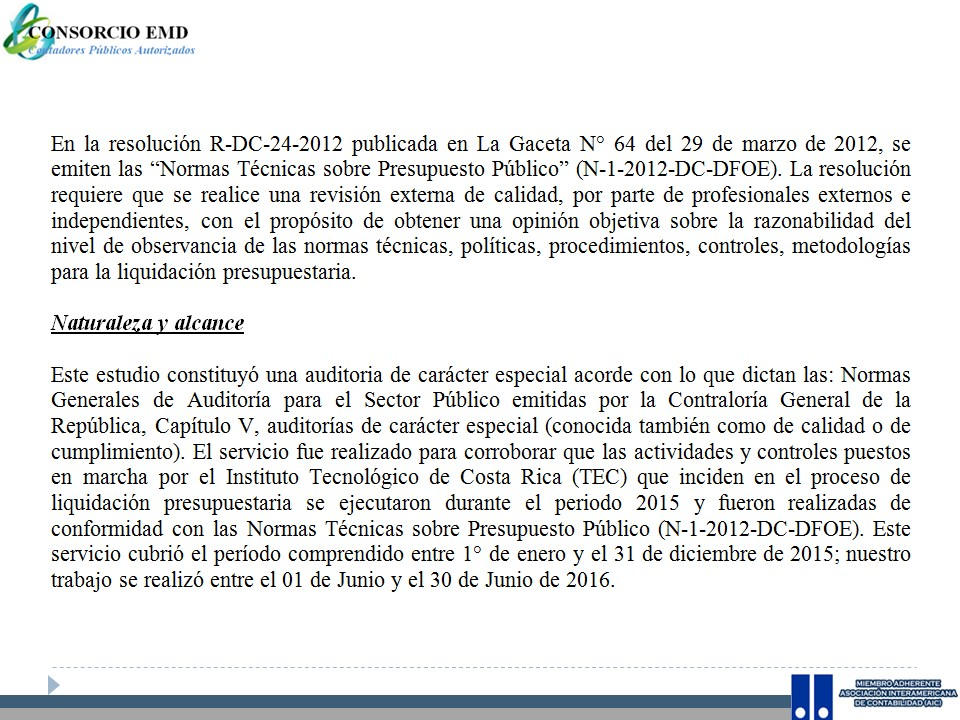 CONSORCIO EMD
Contadores Públicos Autorizados
En la resolución R-DC-24-2012 publicada en La Gaceta N° 64 del 29 de marzo de 2012, se
emiten las “Normas Técnicas sobre Presupuesto Público” (N-1-2012-DC-DFOE). La resolución
requiere que se realice una revisión externa de calidad, por parte de profesionales externos e
independientes, con el propósito de obtener una opinión objetiva sobre la razonabilidad del
nivel de observancia de las normas técnicas, políticas, procedimientos, controles, metodologías
para la liquidación presupuestaria.
Naturaleza y alcance
Este estudio constituyó una auditoria de carácter especial acorde con lo que dictan las: Normas
Generales de Auditoría para el Sector Público emitidas por la Contraloría General de la
República, Capítulo V, auditorías de carácter especial (conocida también como de calidad o de
cumplimiento). El servicio fue realizado para corroborar que las actividades y controles puestos
en marcha por el Instituto Tecnológico de Costa Rica (TEC) que inciden en el proceso de
liquidación presupuestaria se ejecutaron durante el periodo 2015 y fueron realizadas de
conformidad con las Normas Técnicas sobre Presupuesto Público (N-1-2012-DC-DFOE). Este
servicio cubrió el período comprendido entre 1° de enero y el 31 de diciembre de 2015; nuestro
trabajo se realizó entre el 01 de Junio y el 30 de Junio de 2016.
MIEMBRO ADHERENTE
ASOCIACIÓN INTERAMERICANA
DE CONTABILIDAD (AIC)